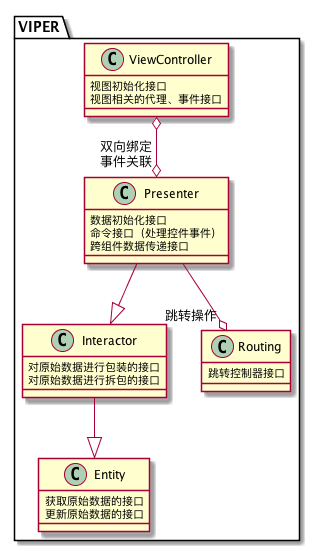 VIPER
C ViewController
视图初始化接口
视图相关的代理、事件接口
双向绑定
事件关联
C Presenter
数据初始化接口
命令接口（处理控件事件）
跨组件数据传递接口
跳转操作
C Interactor
对原始数据进行包装的接口
对原始数据进行拆包的接口
C Routing
跳转控制器接口
C Entity
获取原始数据的接口
更新原始数据的接口